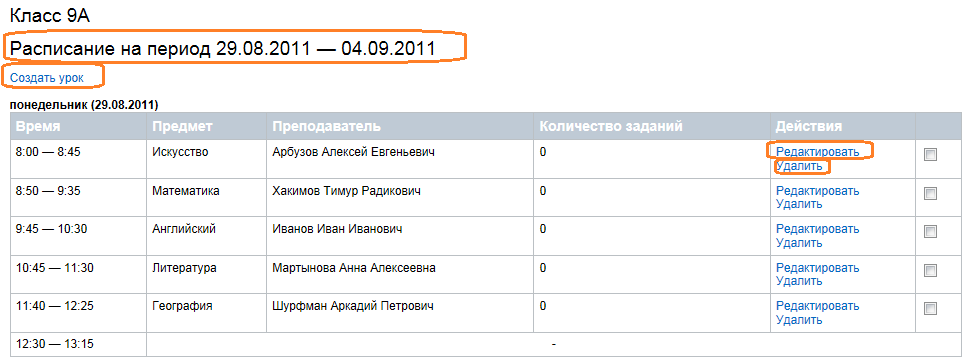 Класс 9А
Расписание на период 29.08.2011 — 04.09.2011
Создать урок
понедельник (29.08.2011)
Время Предмет Преподаватель Количество заданий Действия
8:00 — 8:45 Искусство Арбузов Алексей Евгеньевич 0 Редактировать
Удалить
8:50 — 9:35 Математика Хакимов Тимур Радикович 0 Редактировать
Удалить
9:45 — 10:30 Английский Иванов Иван Иванович 0 Редактировать
Удалить
10:45 — 11:30 Литература Мартынова Анна Алексеевна 0 Редактировать
Удалить
11:40 — 12:25 География Шурфман Аркадий Петрович 0 Редактировать
Удалить
12:30 — 13:15 -